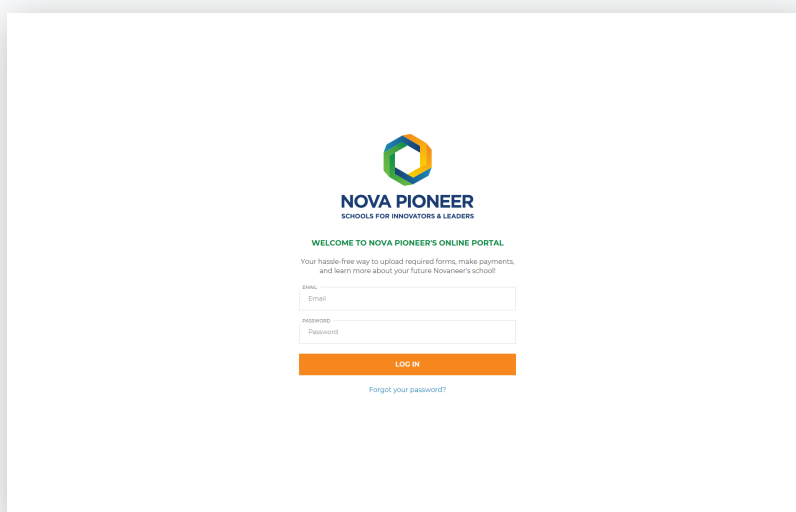 NOVA PIONEER
SCHOOLS FOR INNOVATORS & LEADERS
WELCOME TO NOVA PIONEER'S ONLINE PORTAL
Your hassle-free way to upload required forms, make payments,
and learn more about your future Novaneer's school!
EMAIL
Email
PASSWORD
Password
LOG IN
Forgot your password?